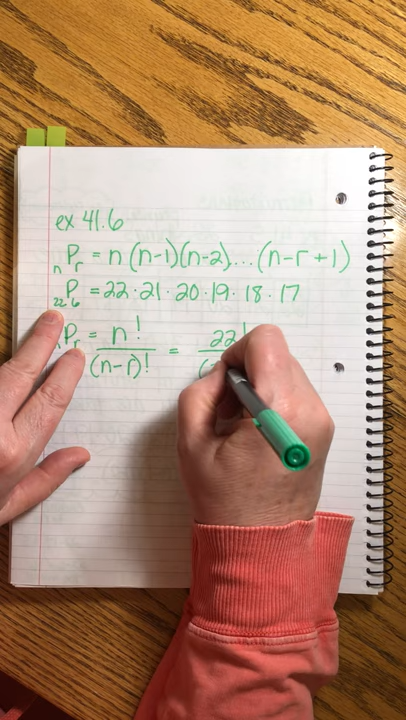 ex 41.6
nPr = n(n-1)(n-2)...(n-r+1)
22P6 = 22·21·20·19·18·17
Pr = n!/(n-r)! = 22!/(